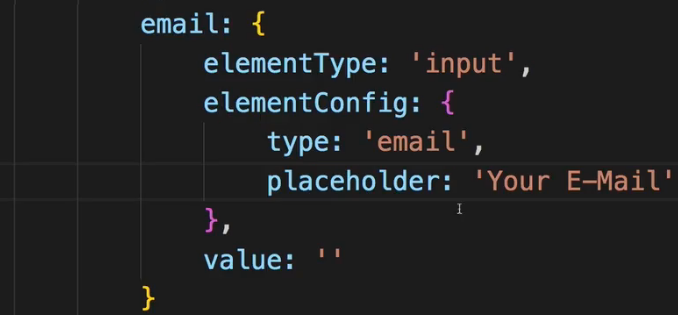 email: {
elementType: 'input',
elementConfig: {
type: 'email',
placeholder: 'Your E-Mail'
},
value: ''
}